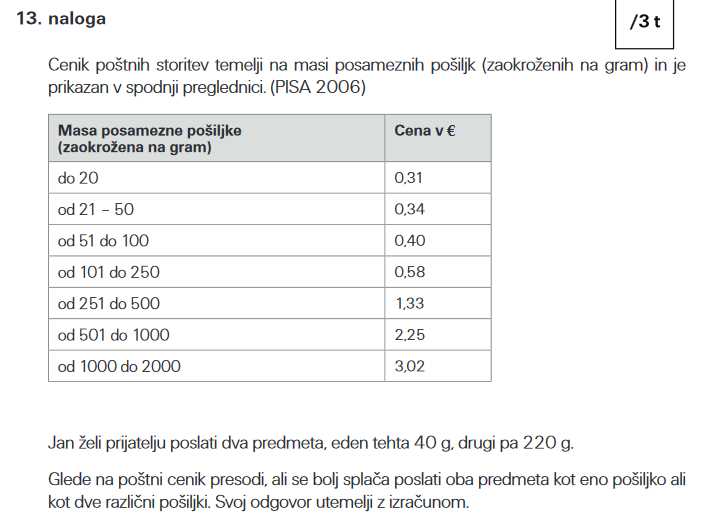 13. naloga
/3 t
Cenik poštnih storitev temelji na masi posameznih pošiljk (zaokroženih na gram) in je
prikazan v spodnji preglednici. (PISA 2006)
Masa posamezne pošiljke
(zaokrožena na gram)
Cena v €
do 20 0,31
od 21 – 50 0,34
od 51 do 100 0,40
od 101 do 250 0,58
od 251 do 500 1,33
od 501 do 1000 2,25
od 1000 do 2000 3,02
Jan želi prijatelju poslati dva predmeta, eden tehta 40 g, drugi pa 220 g.
Glede na poštni cenik presodi, ali se bolj splača poslati oba predmeta kot eno pošiljko ali
kot dve različni pošiljki. Svoj odgovor utemelji z izračunom.